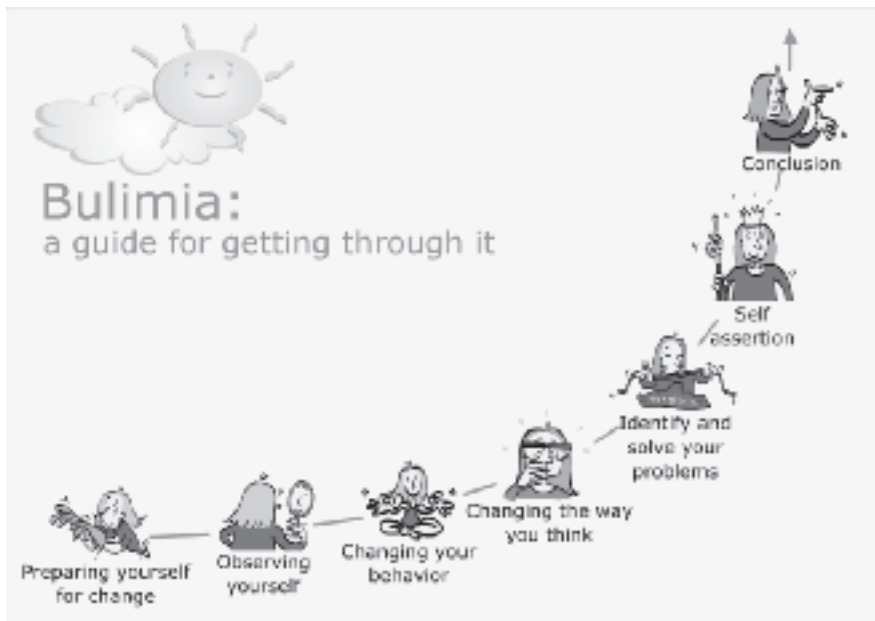 Bulimia:
a guide for getting through it
Preparing yourself
for change
Observing
yourself
Changing your
behavior
Changing the way
you think
Identify and
solve your
problems
Self
assertion
Conclusion